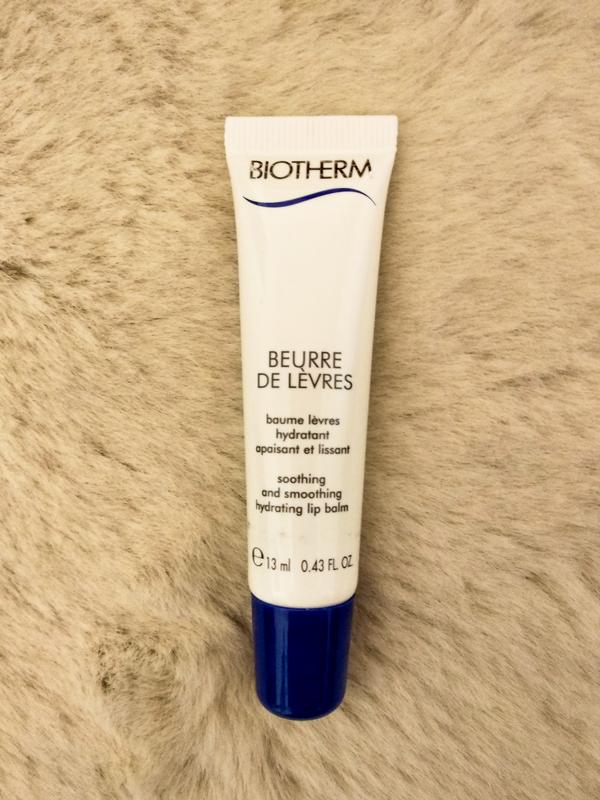 BIOTHERM
BEURRE
DE LÈVRES
baume lèvres
hydratant
apaisant et lissant
soothing
and smoothing
hydrating lip balm
℮ 13 ml 0.43 FL. OZ.